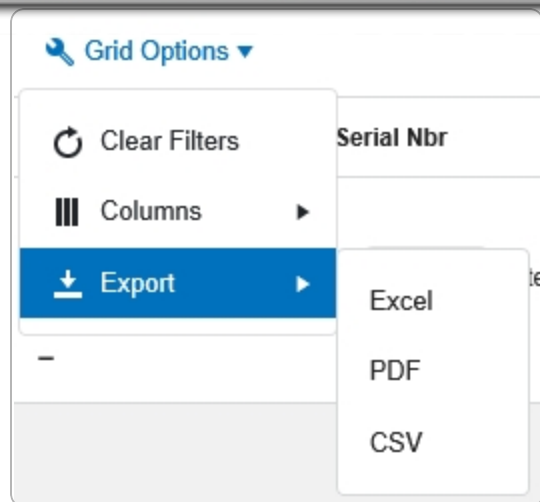 Grid Options
Clear Filters
Serial Nbr
Columns
Export
Excel
PDF
CSV